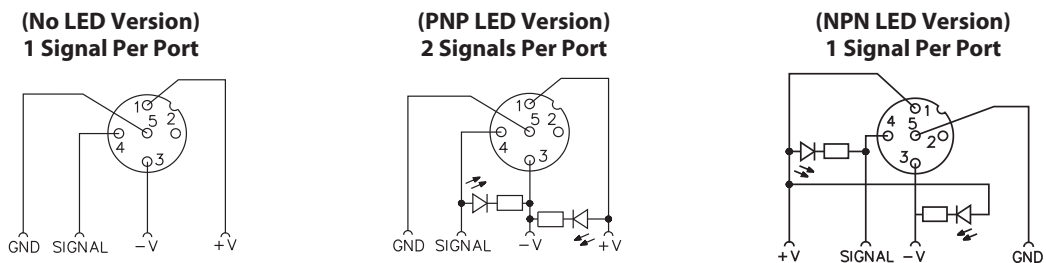 (No LED Version)
1 Signal Per Port
1
2
5
4
3
GND SIGNAL -V +V
(PNP LED Version)
2 Signals Per Port
1
2
5
4
3
GND SIGNAL -V +V
(NPN LED Version)
1 Signal Per Port
1
4 5
2
3
+V SIGNAL -V GND